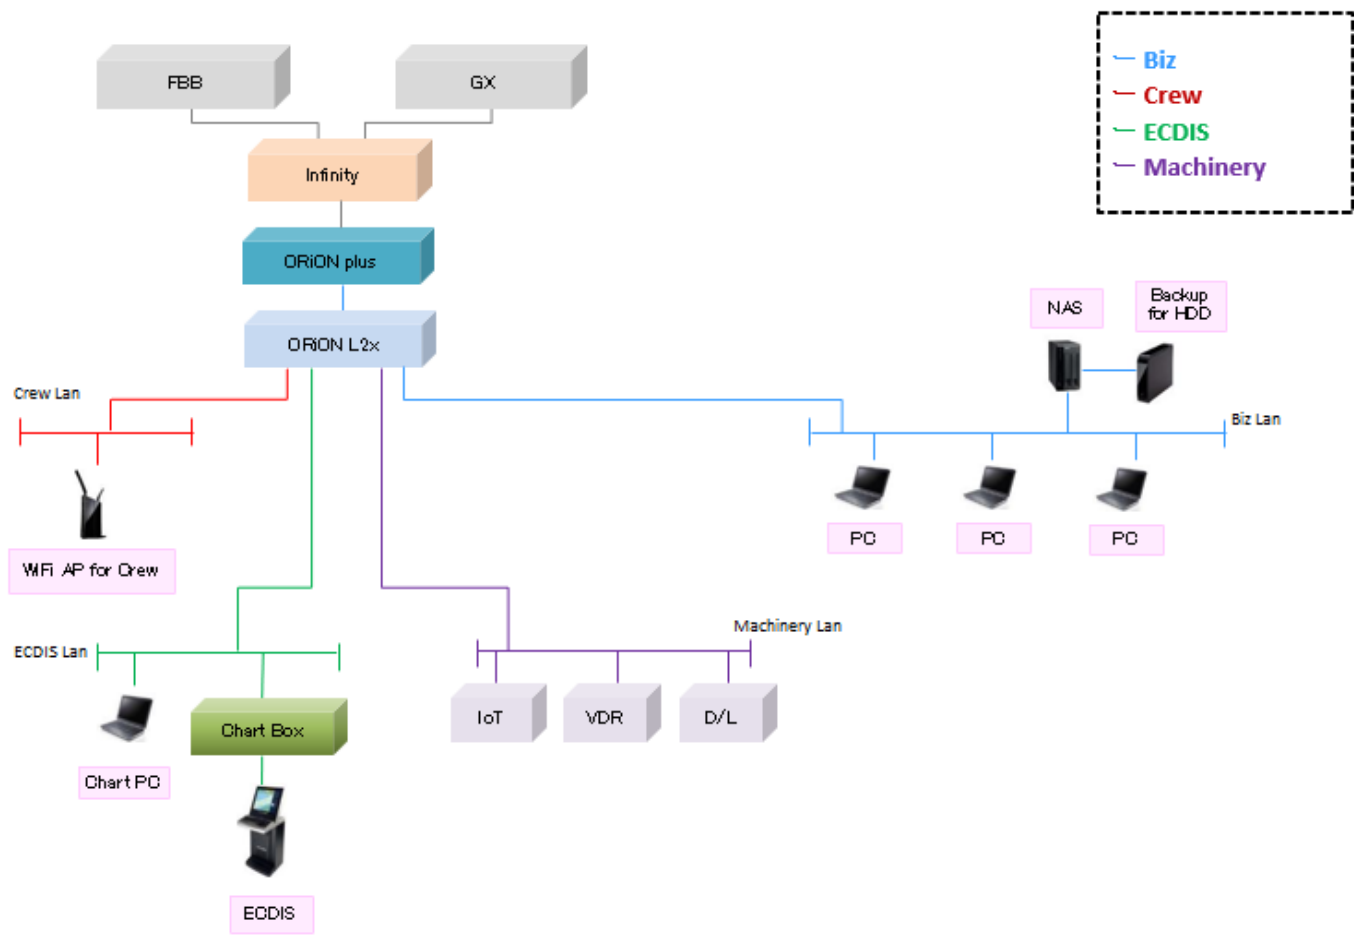 FBB
GX
Biz
Crew
ECDIS
Machinery
Infinity
ORiON plus
ORiON L2x
NAS
Backup
for HDD
Crew Lan
Biz Lan
PC
PC
PC
WiFi AP for Crew
Machinery Lan
ECDIS Lan
IoT
VDR
D/L
Chart Box
Chart PC
ECDIS